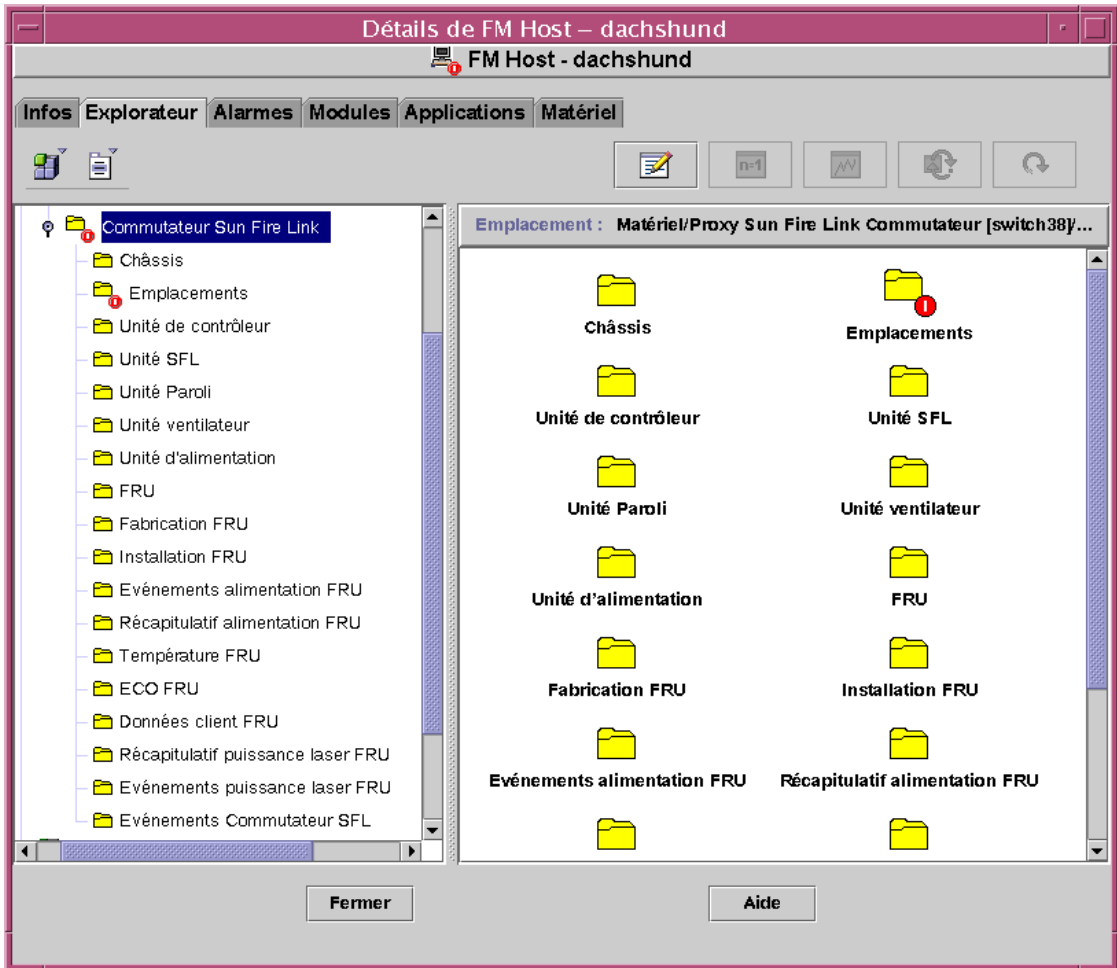 Détails de FM Host – dachshund
FM Host - dachshund
Infos Explorateur Alarmes Modules Applications Matériel
n=1
Commutateur Sun Fire Link
Châssis
Emplacements
Unité de contrôleur
Unité SFL
Unité Paroli
Unité ventilateur
Unité d'alimentation
FRU
Fabrication FRU
Installation FRU
Evénements alimentation FRU
Récapitulatif alimentation FRU
Température FRU
ECO FRU
Données client FRU
Récapitulatif puissance laser FRU
Evénements puissance laser FRU
Evénements Commutateur SFL
Emplacement : Matériel/Proxy Sun Fire Link Commutateur [switch38]/...
Châssis Emplacements
Unité de contrôleur Unité SFL
Unité Paroli Unité ventilateur
Unité d'alimentation FRU
Fabrication FRU Installation FRU
Evénements alimentation FRU Récapitulatif alimentation FRU
Fermer Aide